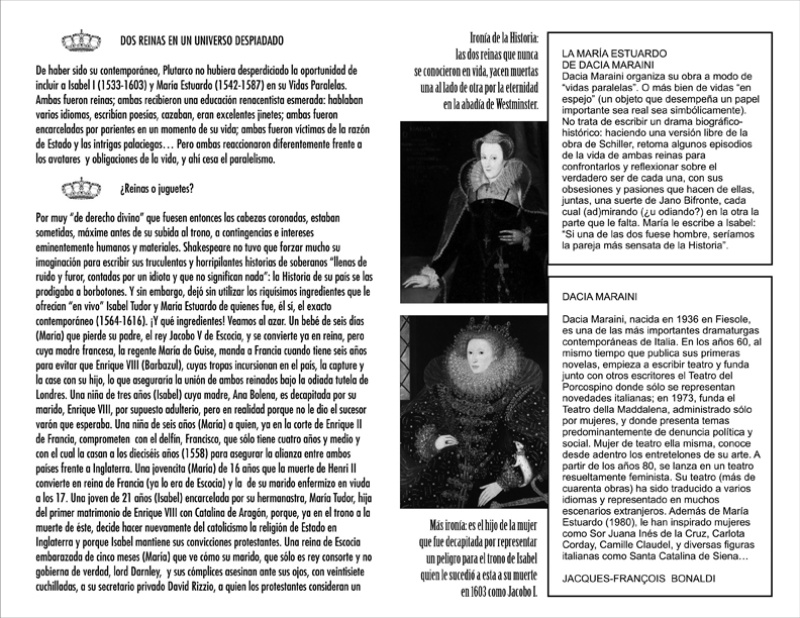 DOS REINAS EN UN UNIVERSO DESPIADADO
De haber sido su contemporáneo, Plutarco no hubiera desperdiciado la oportunidad de
incluir a Isabel I (1533-1603) y María Estuardo (1542-1587) en su Vidas Paralelas.
Ambas fueron reinas; ambas recibieron una educación renacentista esmerada: hablaban
varios idiomas, escribían poesías, cazaban, eran excelentes jinetes; ambas fueron
encarceladas por parientes en un momento de su vida; ambas fueron víctimas de la razón
de Estado y las intrigas palaciegas… Pero ambas reaccionaron diferentemente frente a
los avatares y obligaciones de la vida, y ahí cesa el paralelismo.
¿Reinas o juguetes?
Por muy “de derecho divino” que fuesen entonces las cabezas coronadas, estaban
sometidas, máxime antes de su subida al trono, a contingencias e intereses
eminentemente humanos y materiales. Shakespeare no tuvo que forzar mucho su
imaginación para escribir sus truculentas y horripilantes historias de soberanos “llenas de
ruido y furor, contadas por un idiota y que no significan nada”: la Historia de su país se las
prodigaba a borbotones. Y sin embargo, dejó sin utilizar los riquísimos ingredientes que le
ofrecían “en vivo” Isabel Tudor y María Estuardo de quienes fue, él sí, el exacto
contemporáneo (1564-1616). ¡Y qué ingredientes! Veamos al azar. Un bebé de seis días
(María) que pierde su padre, el rey Jacobo V de Escocia, y se convierte ya en reina, pero
cuya madre francesa, la regente María de Guise, manda a Francia cuando tiene seis años
para evitar que Enrique VIII (Barbazul), cuyas tropas incursionan en el país, la capture y
la case con su hijo, lo que aseguraría la unión de ambos reinados bajo la odiada tutela de
Londres. Una niña de tres años (Isabel) cuya madre, Ana Bolena, es decapitada por su
marido, Enrique VIII, por supuesto adulterio, pero en realidad porque no le dio el sucesor
varón que esperaba. Una niña de seis años (María) a quien, ya en la corte de Enrique II
de Francia, comprometen con el delfín, Francisco, que sólo tiene cuatro años y medio y
con el cual la casan a los dieciséis años (1558) para asegurar la alianza entre ambos
países frente a Inglaterra. Una jovencita (María) de 16 años que la muerte de Henri II
convierte en reina de Francia (ya lo era de Escocia) y la de su marido enfermizo en viuda
a los 17. Una joven de 21 años (Isabel) encarcelada por su hermanastra, María Tudor, hija
del primer matrimonio de Enrique VIII con Catalina de Aragón, porque, ya en el trono a la
muerte de éste, decide hacer nuevamente del catolicismo la religión de Estado en
Inglaterra y porque Isabel mantiene sus convicciones protestantes. Una reina de Escocia
embarazada de cinco meses (María) que ve cómo su marido, que sólo es rey consorte y no
gobierna de verdad, lord Darnley, y sus cómplices asesinan ante sus ojos, con veintisiete
cuchilladas, a su secretario privado David Rizzio, a quien los protestantes consideran un
Ironía de la Historia:
las dos reinas que nunca
se conocieron en vida, yacen muertas
una al lado de otra por la eternidad
en la abadía de Westminster.
Más ironía: es el hijo de la mujer
que fue decapitada por representar
un peligro para el trono de Isabel
quien le sucedió a esta a su muerte
en 1603 como Jacobo I.
LA MARÍA ESTUARDO
DE DACIA MARAINI
Dacia Maraini organiza su obra a modo de
“vidas paralelas”. O más bien de vidas “en
espejo” (un objeto que desempeña un papel
importante sea real sea simbólicamente).
No trata de escribir un drama biográfico-
histórico: haciendo una versión libre de la
obra de Schiller, retoma algunos episodios
de la vida de ambas reinas para
confrontarlos y reflexionar sobre el
verdadero ser de cada una, con sus
obsesiones y pasiones que hacen de ellas,
juntas, una suerte de Jano Bifronte, cada
cual (ad)mirando (¿u odiando?) en la otra la
parte que le falta. María le escribe a Isabel:
“Si una de las dos fuese hombre, seríamos
la pareja más sensata de la Historia”.
DACIA MARAINI
Dacia Maraini, nacida en 1936 en Fiesole,
es una de las más importantes dramaturgas
contemporáneas de Italia. En los años 60, al
mismo tiempo que publica sus primeras
novelas, empieza a escribir teatro y funda
junto con otros escritores el Teatro del
Porcospino donde sólo se representan
novedades italianas; en 1973, funda el
Teatro della Maddalena, administrado sólo
por mujeres, y donde presenta temas
predominantemente de denuncia política y
social. Mujer de teatro ella misma, conoce
desde adentro los entretelones de su arte. A
partir de los años 80, se lanza en un teatro
resueltamente feminista. Su teatro (más de
cuarenta obras) ha sido traducido a varios
idiomas y representado en muchos
escenarios extranjeros. Además de María
Estuardo (1980), le han inspirado mujeres
como Sor Juana Inés de la Cruz, Carlota
Corday, Camille Claudel, y diversas figuras
italianas como Santa Catalina de Siena…
JACQUES-FRANÇOIS BONALDI